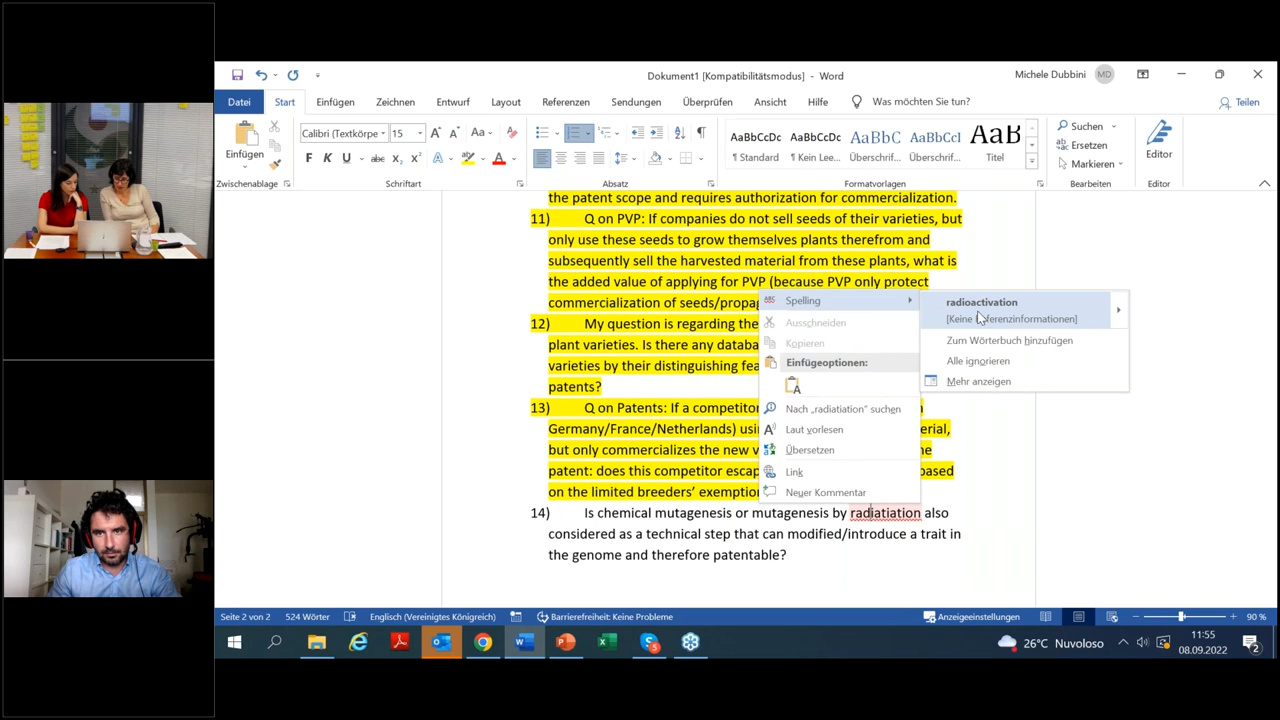 Dokument1 [Kompatibilitätsmodus] - Word
Michele Dubbini
MD
Datei Start Einfügen Zeichnen Entwurf Layout Referenzen Sendungen Überprüfen Ansicht Hilfe Was möchten Sie tun? Teilen
Einfügen
Calibri (Textkörpe 15
F K U abc
AaBbCcDc AaBbCcDc AaBbC AaBbCcD AaB
¶ Standard ¶ Kein Lee... Überschrif... Überschrif... Titel
Suchen
Ersetzen
Markieren
Editor
Zwischenablage Schriftart Absatz Formatvorlagen Bearbeiten Editor
the patent scope and requires authorization for commercialization.
11) Q on PVP: If companies do not sell seeds of their varieties, but
only use these seeds to grow themselves plants therefrom and
subsequently sell the harvested material from these plants, what is
the added value of applying for PVP (because PVP only protect
commercialization of seeds/propag
12) My question is regarding the
plant varieties. Is there any databa
varieties by their distinguishing fea
patents?
13) Q on Patents: If a competitor
Germany/France/Netherlands) usi erial,
but only commercializes the new v he
patent: does this competitor escap based
on the limited breeders' exemption
14) Is chemical mutagenesis or mutagenesis by radiatiation also
considered as a technical step that can modified/introduce a trait in
the genome and therefore patentable?
Spelling
Ausschneiden
Kopieren
Einfügeoptionen:
Nach „radiatiation" suchen
Laut vorlesen
Übersetzen
Link
Neuer Kommentar
radioactivation
[Keine Referenzinformationen]
Zum Wörterbuch hinzufügen
Alle ignorieren
Mehr anzeigen
Seite 2 von 2 524 Wörter Englisch (Vereinigtes Königreich) Barrierefreiheit: Keine Probleme Anzeigeeinstellungen 90 %
26°C Nuvoloso
11:55
08.09.2022
2